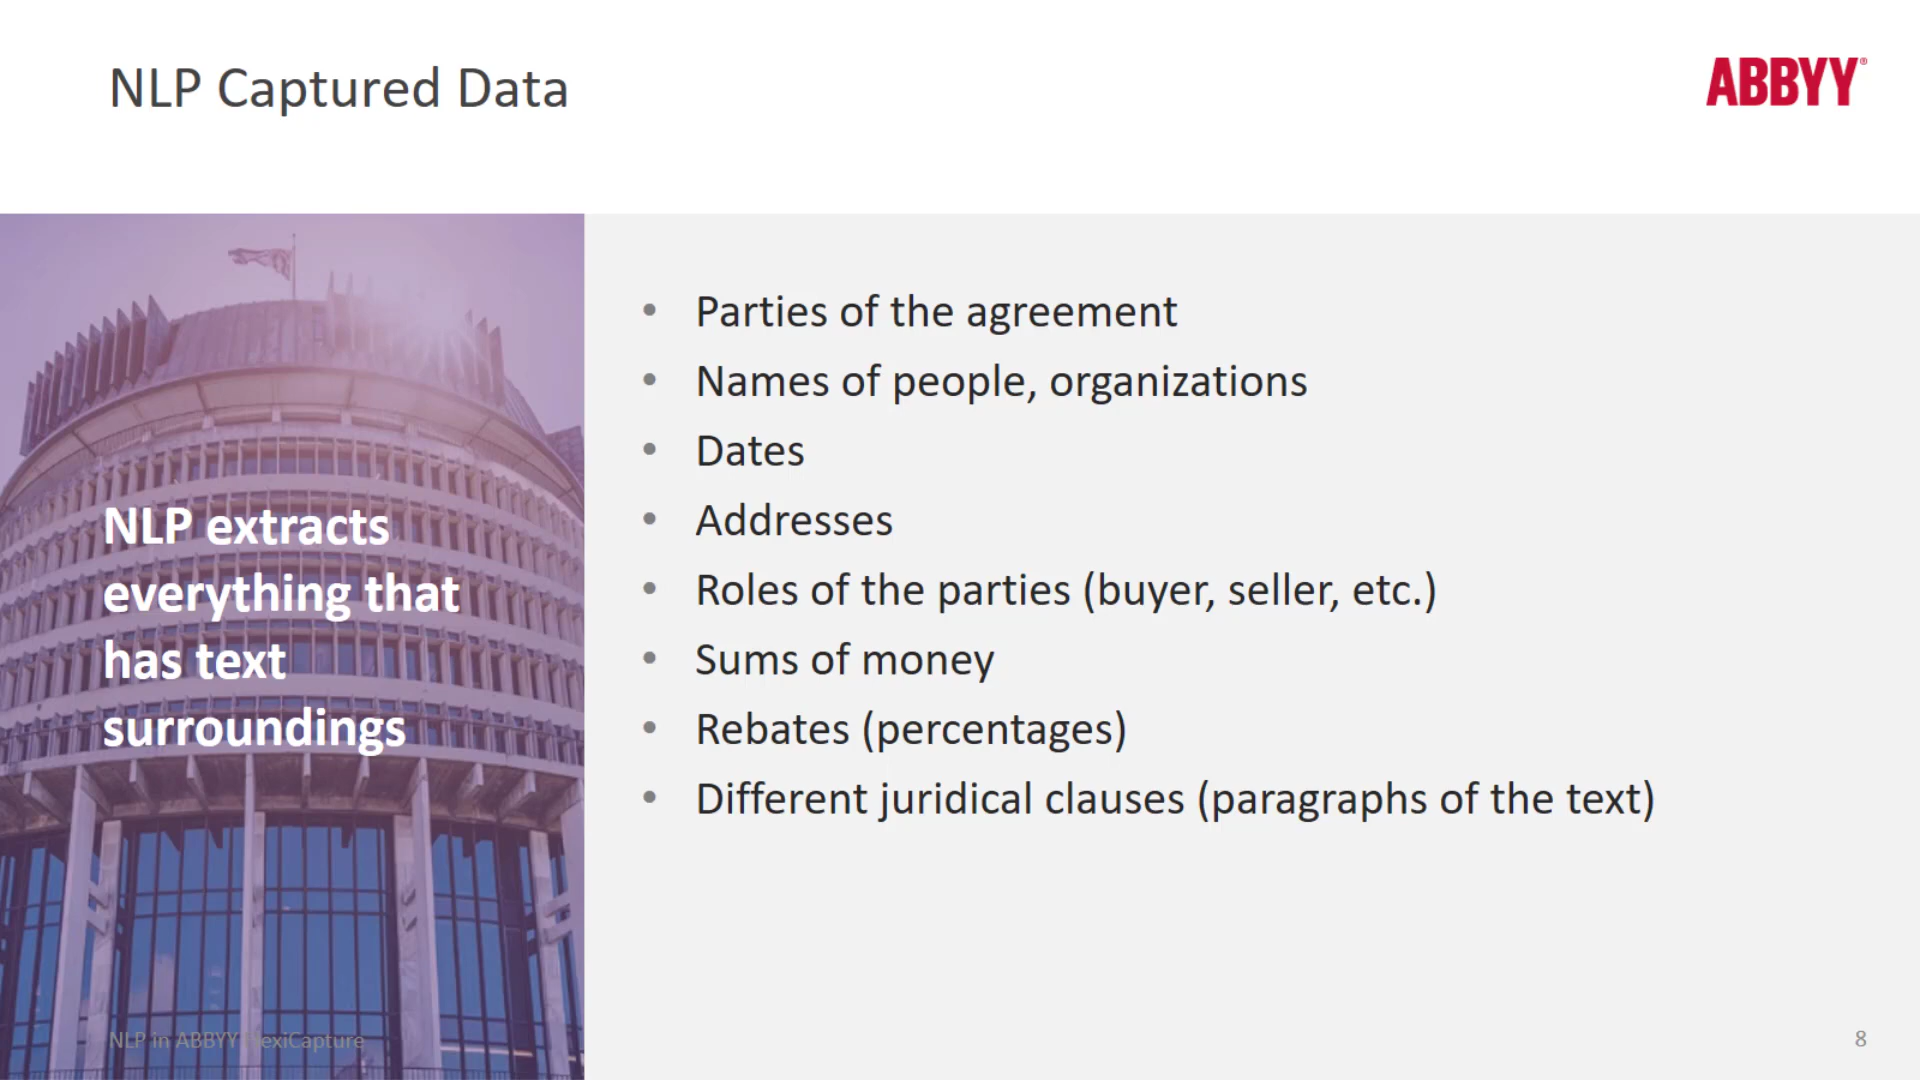 NLP Captured Data
ABBYY®
NLP extracts
everything that
has text
surroundings
• Parties of the agreement
• Names of people, organizations
• Dates
• Addresses
• Roles of the parties (buyer, seller, etc.)
• Sums of money
• Rebates (percentages)
• Different juridical clauses (paragraphs of the text)
NLP in ABBYY FlexiCapture
8